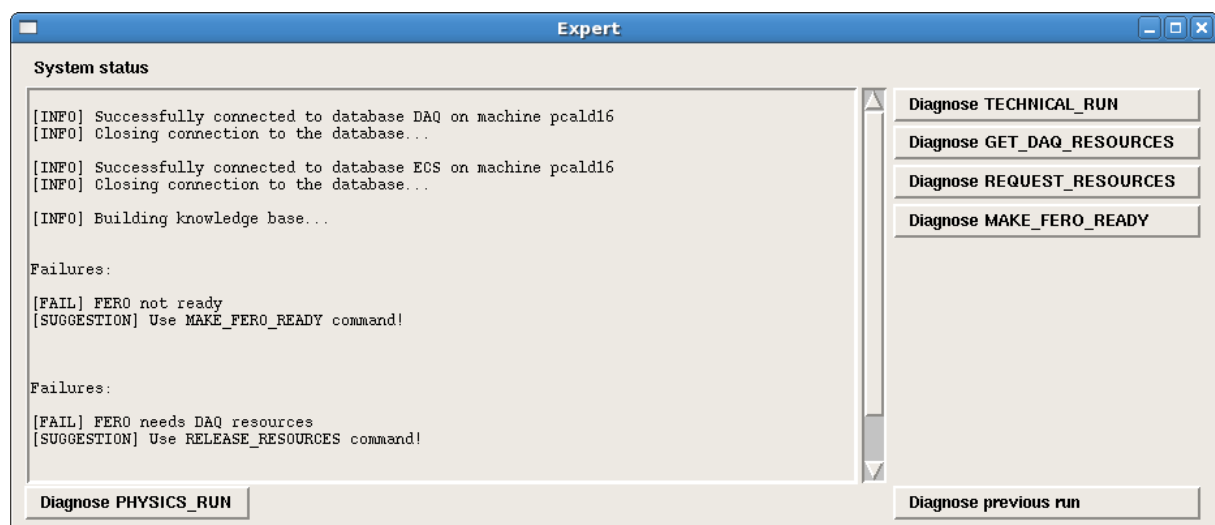 Expert
System status
[INFO] Successfully connected to database DAQ on machine pcald16
[INFO] Closing connection to the database...
[INFO] Successfully connected to database ECS on machine pcald16
[INFO] Closing connection to the database...
[INFO] Building knowledge base...
Failures:
[FAIL] FERO not ready
[SUGGESTION] Use MAKE_FERO_READY command!
Failures:
[FAIL] FERO needs DAQ resources
[SUGGESTION] Use RELEASE_RESOURCES command!
Diagnose TECHNICAL_RUN
Diagnose GET_DAQ_RESOURCES
Diagnose REQUEST_RESOURCES
Diagnose MAKE_FERO_READY
Diagnose PHYSICS_RUN
Diagnose previous run